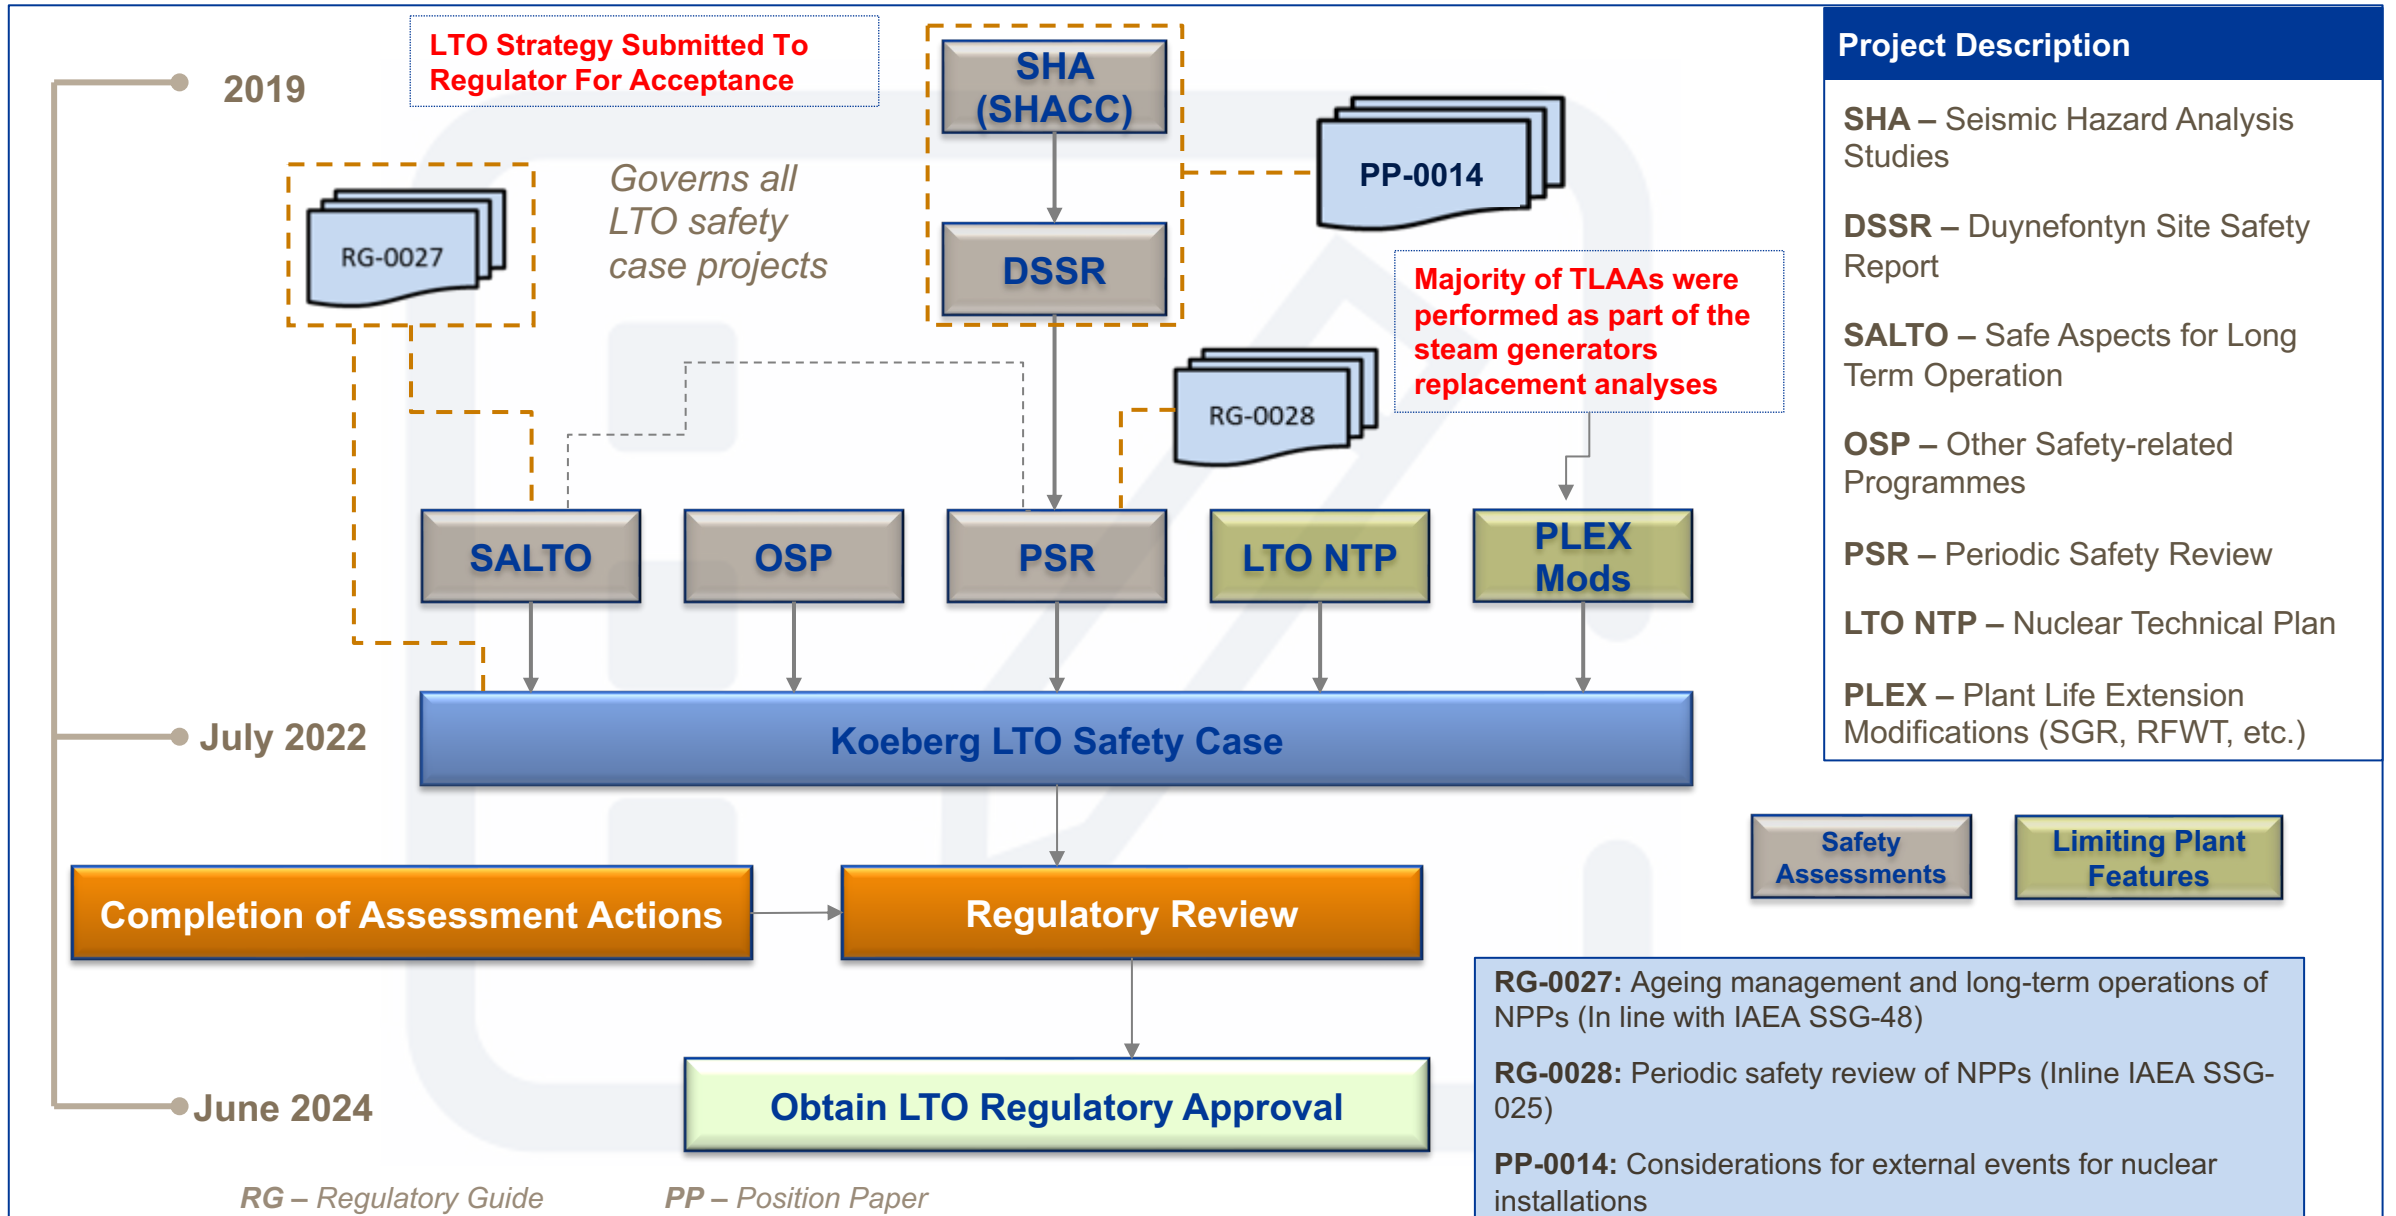 LTO Strategy Submitted To
Regulator For Acceptance
2019
SHA
(SHACC)
PP-0014
RG-0027
Governs all
LTO safety
case projects
DSSR
Majority of TLAAs were
performed as part of the
steam generators
replacement analyses
RG-0028
SALTO
OSP
PSR
LTO NTP
PLEX
Mods
July 2022
Koeberg LTO Safety Case
Completion of Assessment Actions
Regulatory Review
June 2024
Obtain LTO Regulatory Approval
RG – Regulatory Guide
PP – Position Paper
Project Description
SHA – Seismic Hazard Analysis
Studies
DSSR – Duynefontyn Site Safety
Report
SALTO – Safe Aspects for Long
Term Operation
OSP – Other Safety-related
Programmes
PSR – Periodic Safety Review
LTO NTP – Nuclear Technical Plan
PLEX – Plant Life Extension
Modifications (SGR, RFWT, etc.)
Safety
Assessments
Limiting Plant
Features
RG-0027: Ageing management and long-term operations of
NPPs (In line with IAEA SSG-48)
RG-0028: Periodic safety review of NPPs (Inline IAEA SSG-
025)
PP-0014: Considerations for external events for nuclear
installations